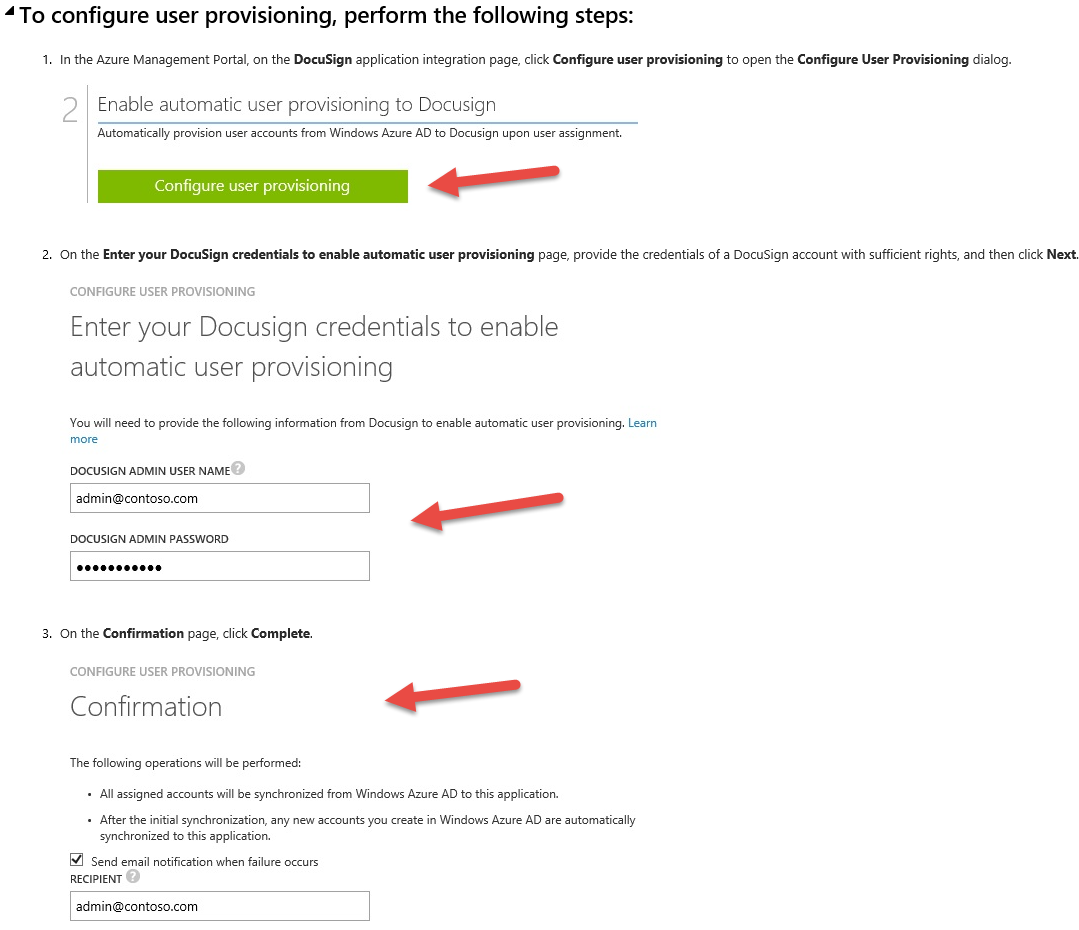 To configure user provisioning, perform the following steps:
1. In the Azure Management Portal, on the DocuSign application integration page, click Configure user provisioning to open the Configure User Provisioning dialog.
2
Enable automatic user provisioning to Docusign
Automatically provision user accounts from Windows Azure AD to Docusign upon user assignment.
Configure user provisioning
2. On the Enter your DocuSign credentials to enable automatic user provisioning page, provide the credentials of a DocuSign account with sufficient rights, and then click Next.
CONFIGURE USER PROVISIONING
Enter your Docusign credentials to enable
automatic user provisioning
You will need to provide the following information from Docusign to enable automatic user provisioning. Learn
more
DOCUSIGN ADMIN USER NAME ?
admin@contoso.com
DOCUSIGN ADMIN PASSWORD
●●●●●●●●●●●
3. On the Confirmation page, click Complete.
CONFIGURE USER PROVISIONING
Confirmation
The following operations will be performed:
• All assigned accounts will be synchronized from Windows Azure AD to this application.
• After the initial synchronization, any new accounts you create in Windows Azure AD are automatically
synchronized to this application.
Send email notification when failure occurs
RECIPIENT ?
admin@contoso.com